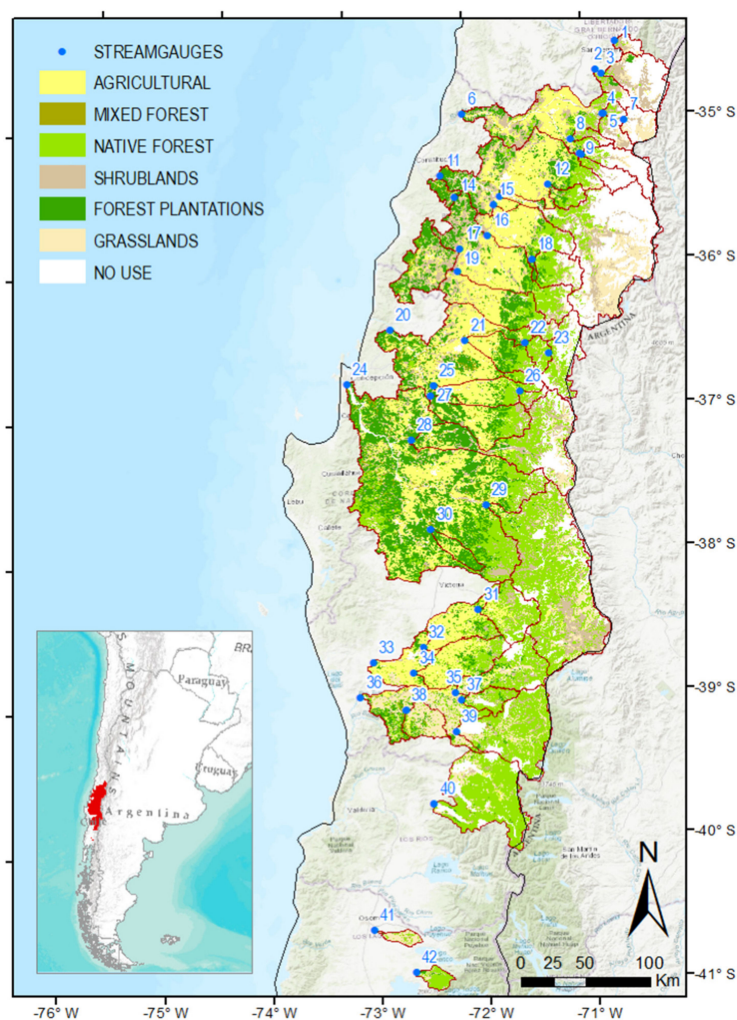 STREAMGAUGES
AGRICULTURAL
MIXED FOREST
NATIVE FOREST
SHRUBLANDS
FOREST PLANTATIONS
GRASSLANDS
NO USE
1
2
3
4
5
6
7
8
9
11
12
14
15
16
17
18
19
20
21
22
23
24
25
26
27
28
29
30
31
32
33
34
35
36
37
38
39
40
41
42
ARGENTINA
Victoria
-35° S
-36° S
-37° S
-38° S
-39° S
-40° S
-41° S
MOUNTAINS
Paraguay
Uruguay
Argentina
N
0 25 50 100
Km
-76° W
-75° W
-74° W
-73° W
-72° W
-71° W